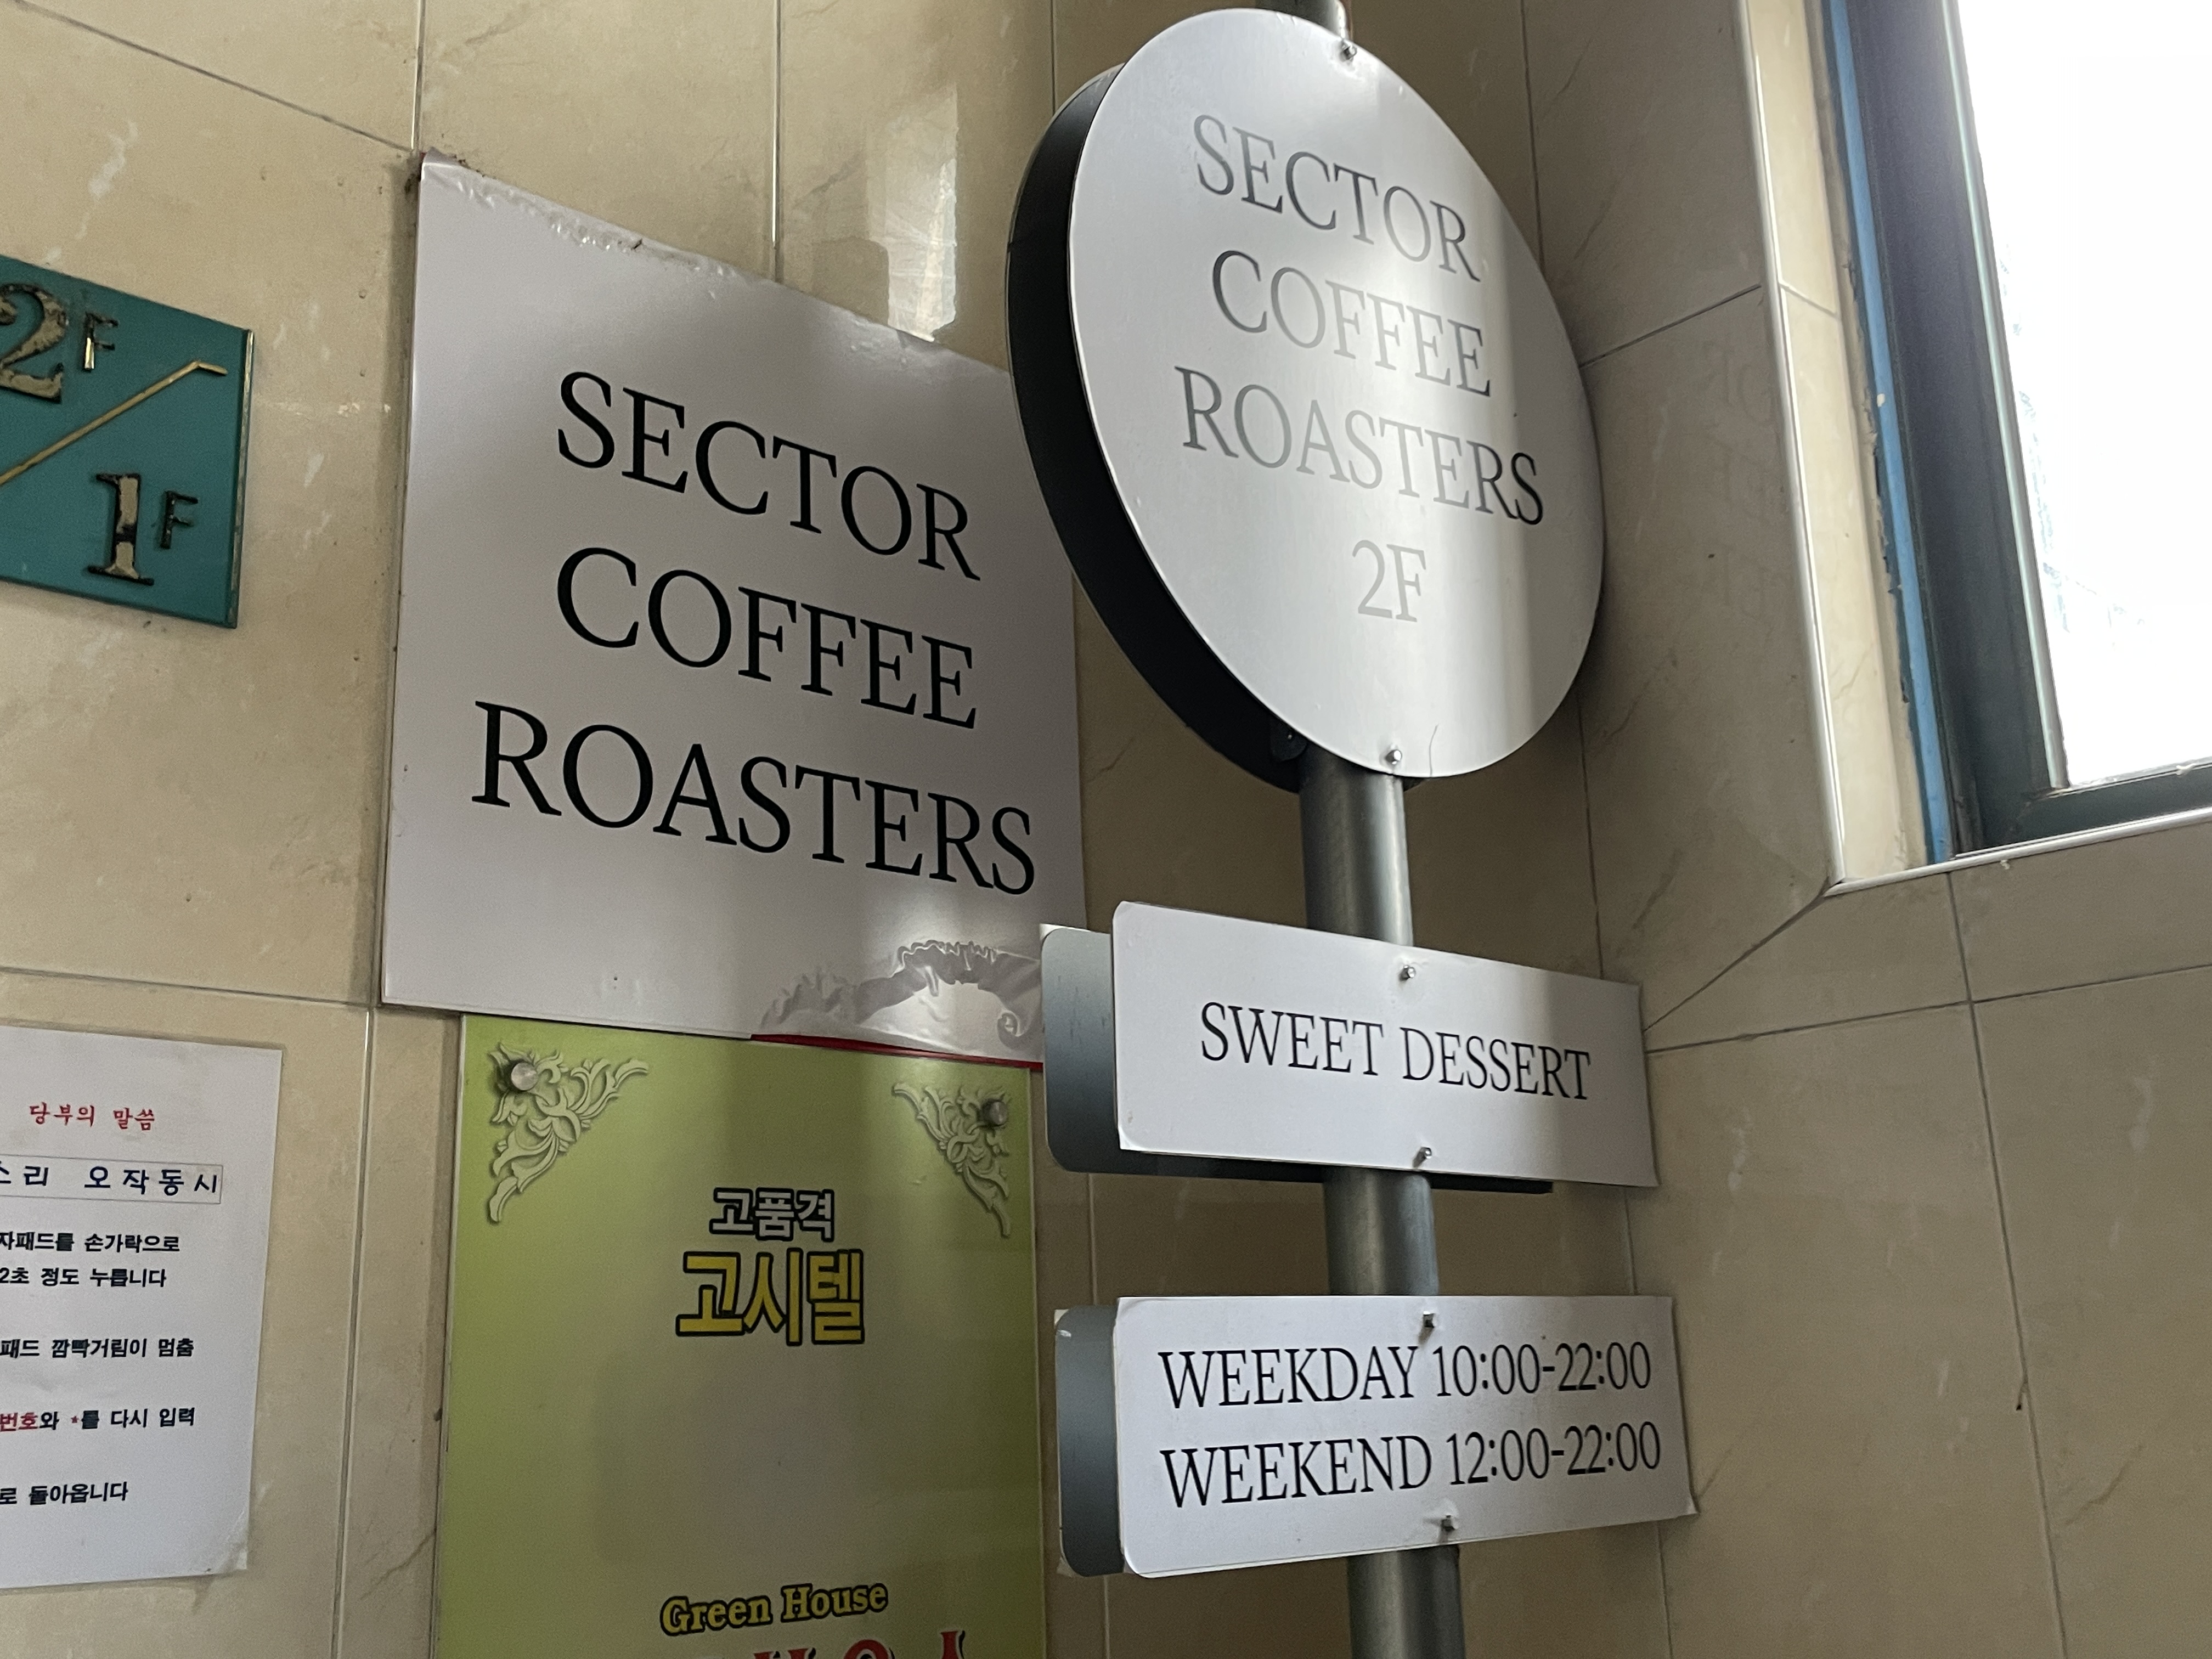 2F
1F
SECTOR
COFFEE
ROASTERS
SECTOR
COFFEE
ROASTERS
2F
SWEET DESSERT
WEEKDAY 10:00-22:00
WEEKEND 12:00-22:00
당부의 말씀
소리 오작동시
자패드를 손가락으로
2초 정도 누릅니다
패드 깜빡거림이 멈춤
번호와 *를 다시 입력
로 돌아옵니다
고품격
고시텔
Green House